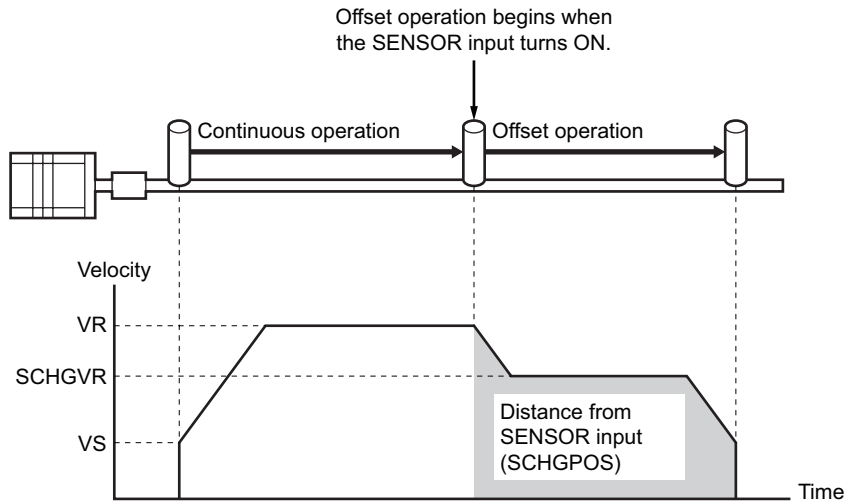 Offset operation begins when
the SENSOR input turns ON.
Continuous operation
Offset operation
Velocity
VR
SCHGVR
VS
Distance from
SENSOR input
(SCHGPOS)
Time